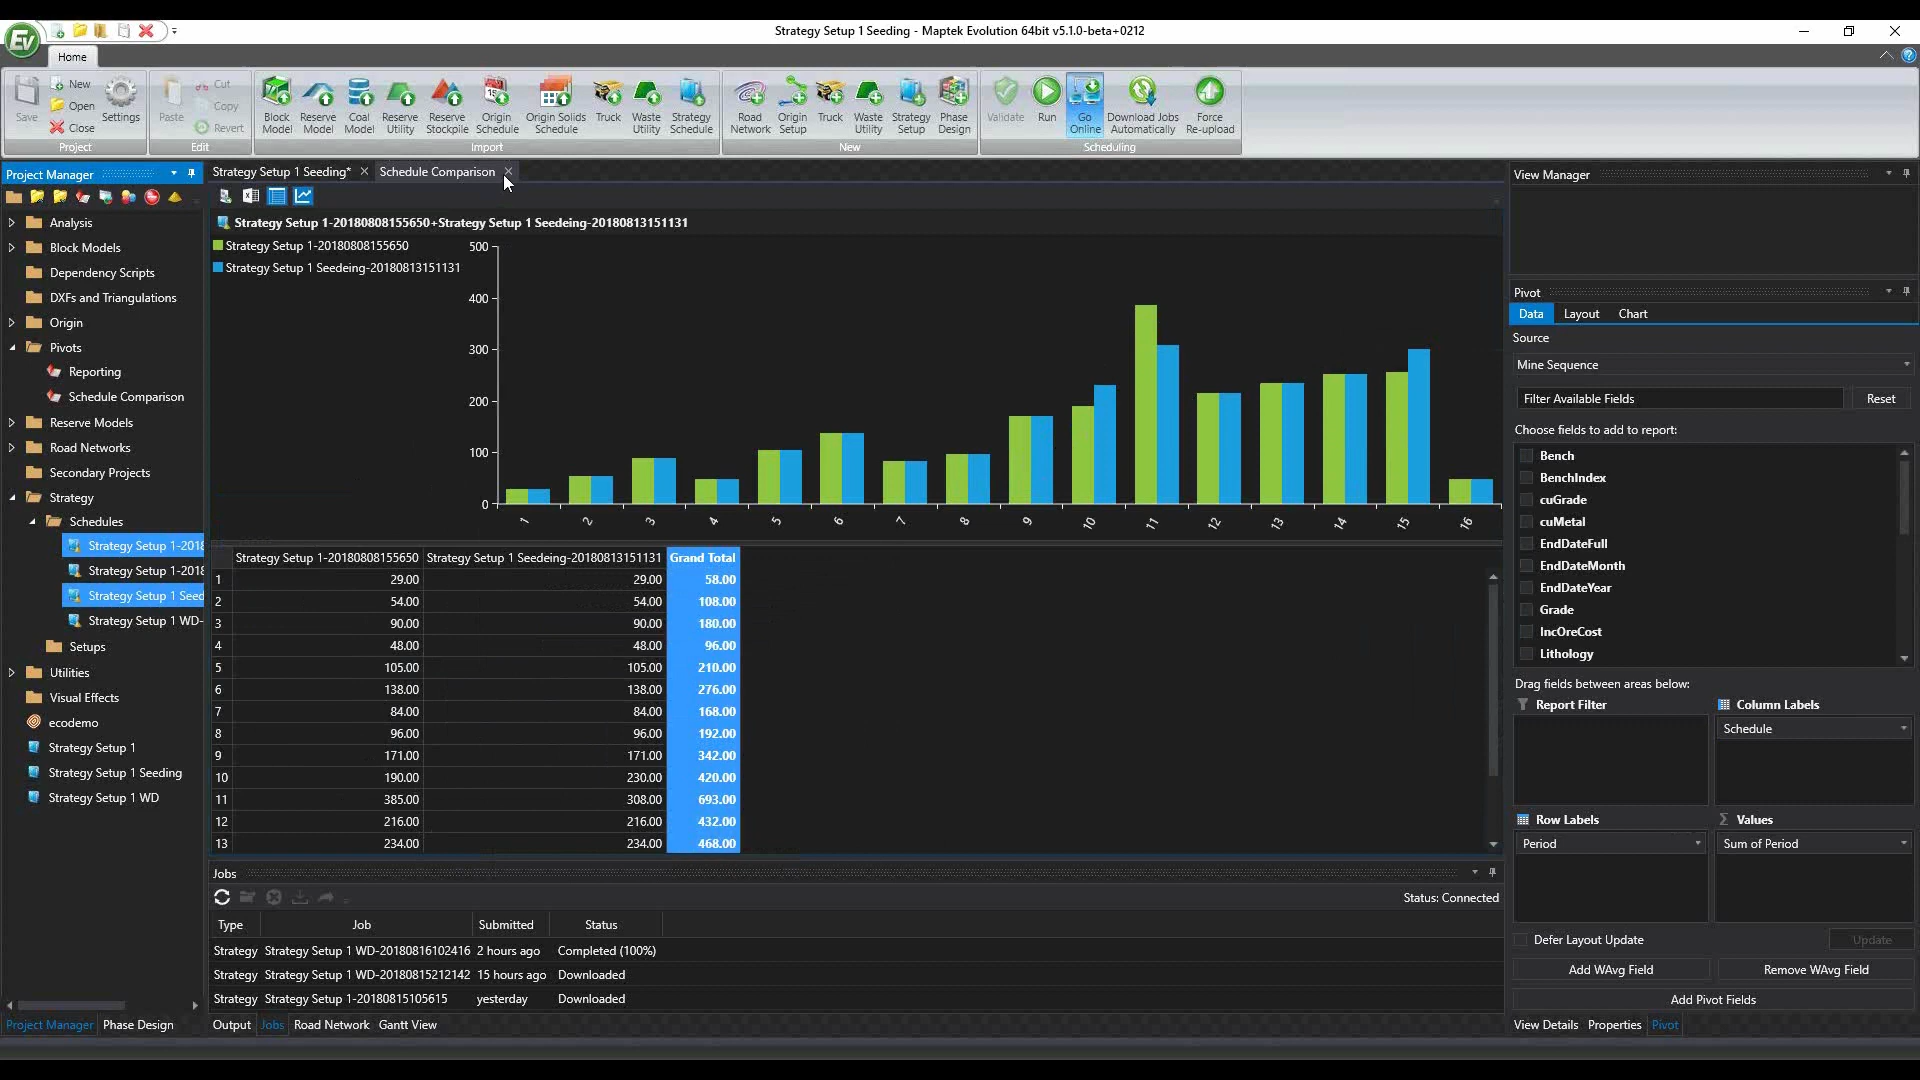 Strategy Setup 1 Seeding - Maptek Evolution 64bit v5.1.0-beta+0212
Ev
Home
Save
New
Open
Close
Settings
Project
Paste
Cut
Copy
Revert
Edit
Block Model
Reserve Model
Coal Model
Reserve Utility
Reserve Stockpile
Origin Schedule
Origin Solids Schedule
Truck
Waste Utility
Strategy Schedule
Import
Road Network
Origin Setup
Truck
Waste Utility
Strategy Setup
Phase Design
New
Validate
Run
Go Online
Download Jobs Automatically
Force Re-upload
Scheduling
Project Manager
Analysis
Block Models
Dependency Scripts
DXFs and Triangulations
Origin
Pivots
Reporting
Schedule Comparison
Reserve Models
Road Networks
Secondary Projects
Strategy
Schedules
Strategy Setup 1-2018
Strategy Setup 1-2018
Strategy Setup 1 Seed
Strategy Setup 1 WD-
Setups
Utilities
Visual Effects
ecodemo
Strategy Setup 1
Strategy Setup 1 Seeding
Strategy Setup 1 WD
Project Manager Phase Design
Strategy Setup 1 Seeding* Schedule Comparison
Strategy Setup 1-20180808155650+Strategy Setup 1 Seedeing-20180813151131
Strategy Setup 1-20180808155650
Strategy Setup 1 Seedeing-20180813151131
500
400
300
200
100
0
1 2 3 4 5 6 7 8 9 10 11 12 13 14 15 16
Strategy Setup 1-20180808155650 Strategy Setup 1 Seedeing-20180813151131 Grand Total
1 29.00 29.00 58.00
2 54.00 54.00 108.00
3 90.00 90.00 180.00
4 48.00 48.00 96.00
5 105.00 105.00 210.00
6 138.00 138.00 276.00
7 84.00 84.00 168.00
8 96.00 96.00 192.00
9 171.00 171.00 342.00
10 190.00 230.00 420.00
11 385.00 308.00 693.00
12 216.00 216.00 432.00
13 234.00 234.00 468.00
Jobs
Status: Connected
Type Job Submitted Status
Strategy Strategy Setup 1 WD-20180816102416 2 hours ago Completed (100%)
Strategy Strategy Setup 1 WD-20180815212142 15 hours ago Downloaded
Strategy Strategy Setup 1-20180815105615 yesterday Downloaded
Output Jobs Road Network Gantt View
View Manager
Pivot
Data Layout Chart
Source
Mine Sequence
Filter Available Fields Reset
Choose fields to add to report:
Bench
BenchIndex
cuGrade
cuMetal
EndDateFull
EndDateMonth
EndDateYear
Grade
IncOreCost
Lithology
Drag fields between areas below:
Report Filter Column Labels
Schedule
Row Labels Values
Period Sum of Period
Defer Layout Update Update
Add WAvg Field Remove WAvg Field
Add Pivot Fields
View Details Properties Pivot